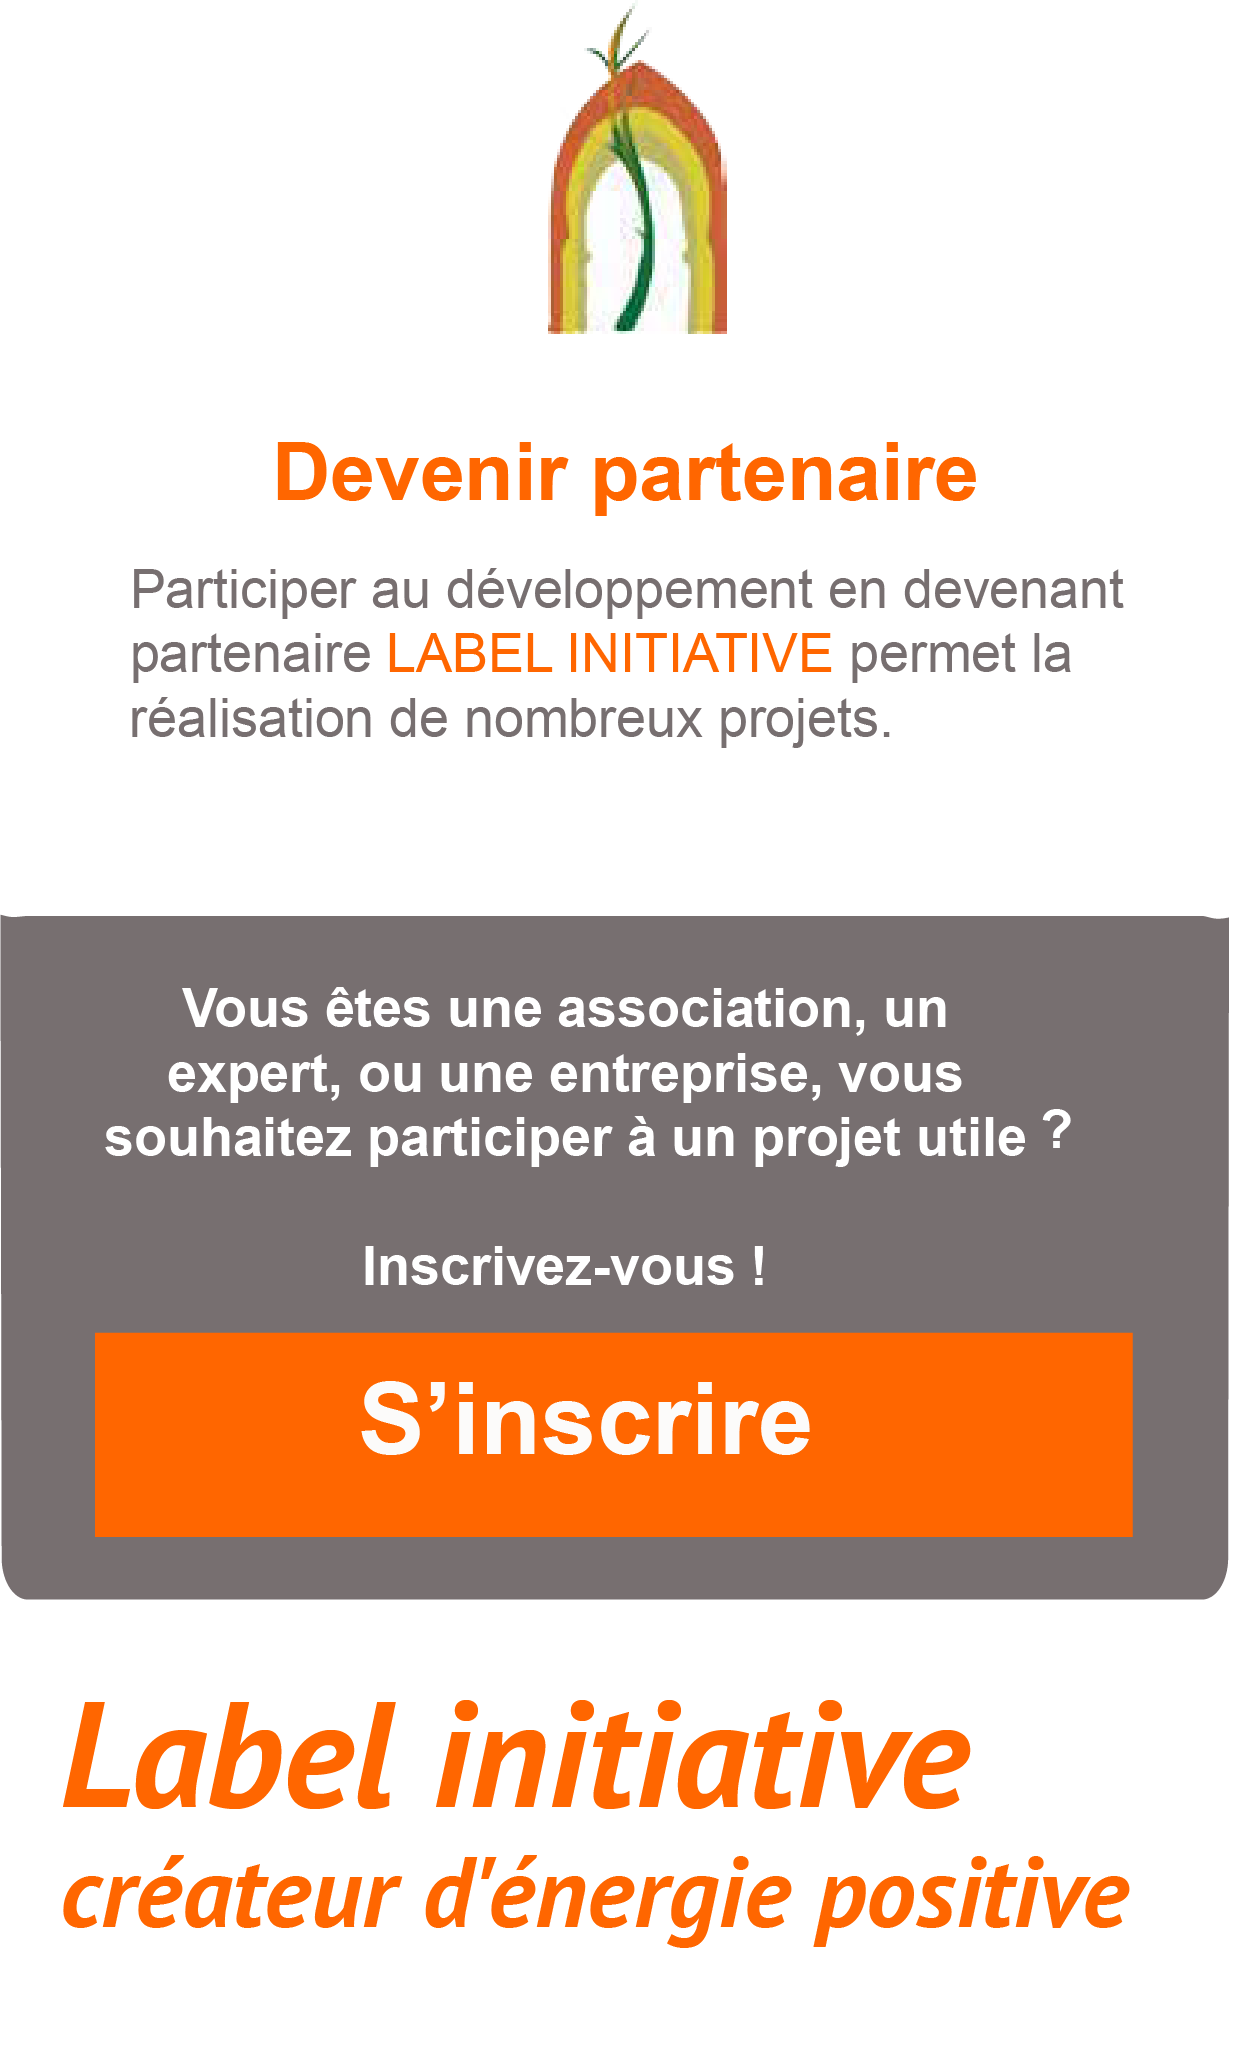 Devenir partenaire
Participer au développement en devenant
partenaire LABEL INITIATIVE permet la
réalisation de nombreux projets.
Vous êtes une association, un
expert, ou une entreprise, vous
souhaitez participer à un projet utile ?
Inscrivez-vous !
S’inscrire
Label initiative
créateur d'énergie positive